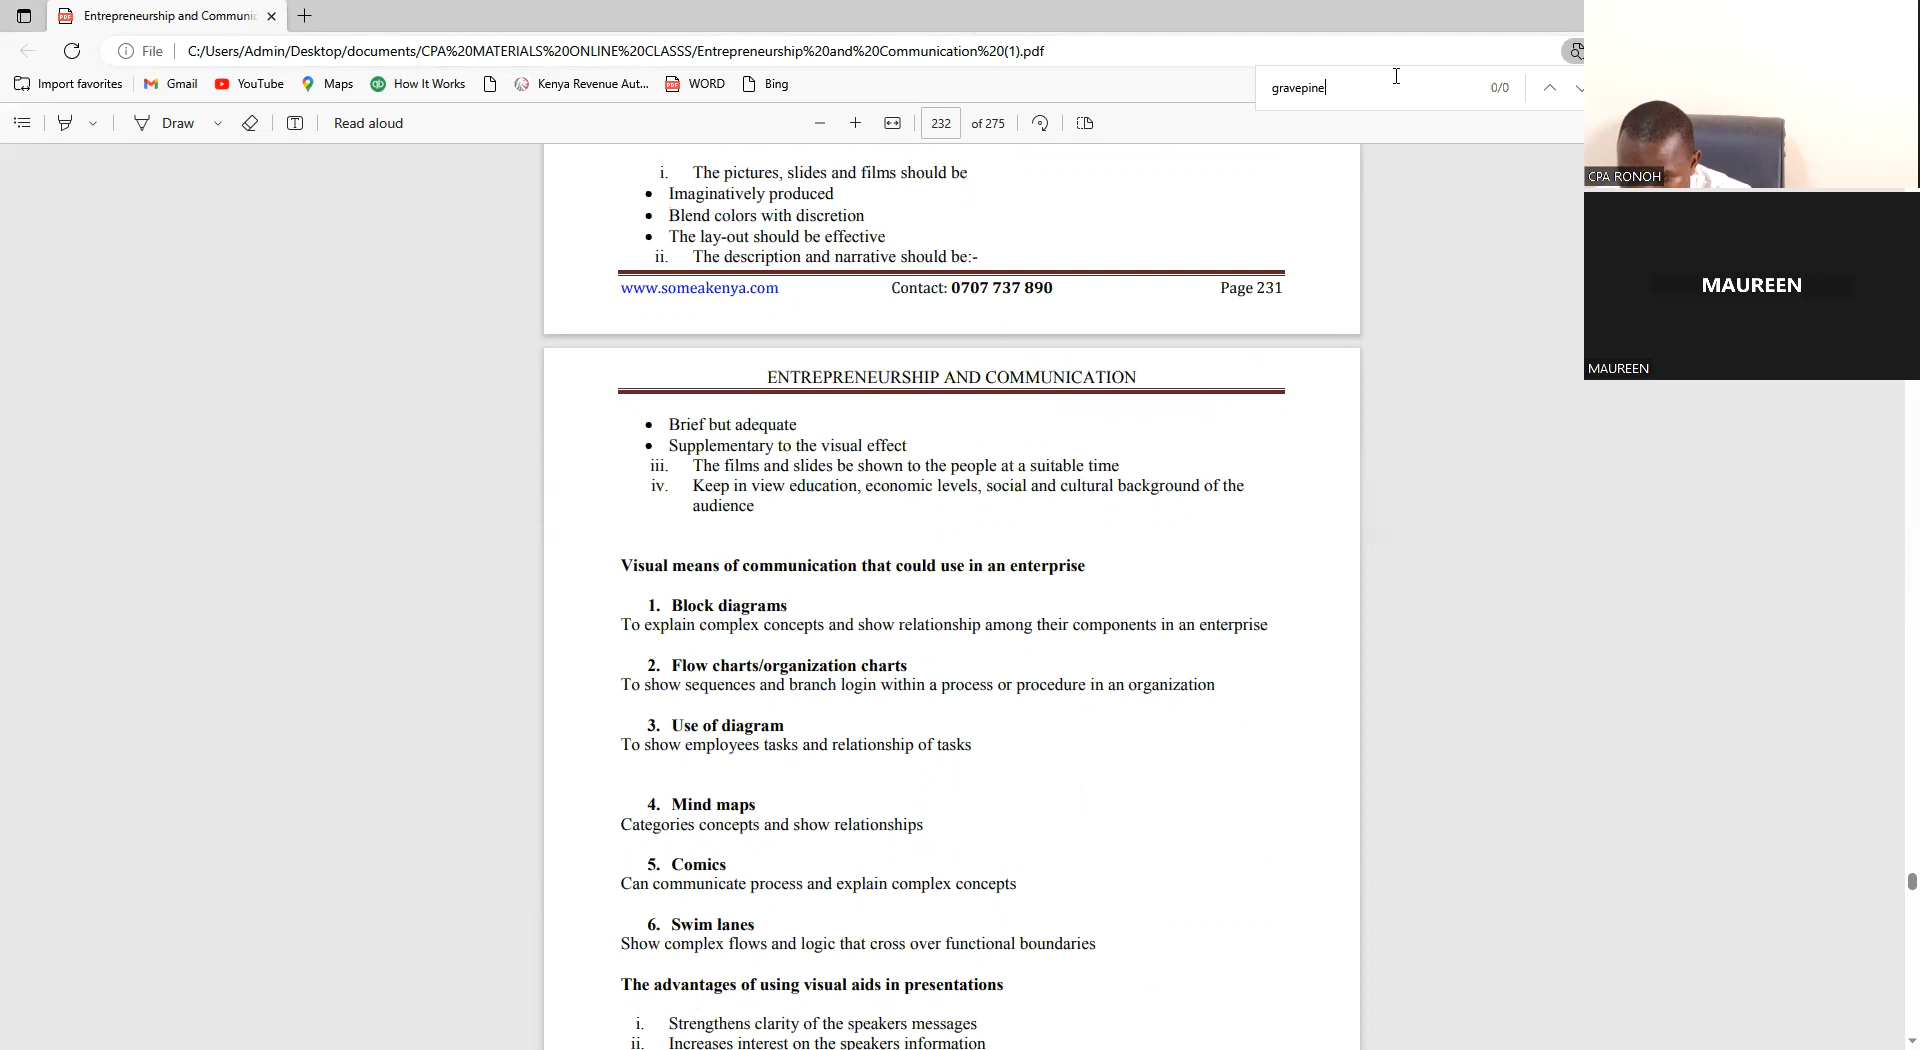 Entrepreneurship and Communic
File
C:/Users/Admin/Desktop/documents/CPA%20MATERIALS%20ONLINE%20CLASSS/Entrepreneurship%20and%20Communication%20(1).pdf
Import favorites
Gmail
YouTube
Maps
How It Works
Kenya Revenue Aut...
WORD
Bing
gravepine
0/0
Draw
Read aloud
232
of 275
CPA RONOH
MAUREEN
MAUREEN
i. The pictures, slides and films should be
• Imaginatively produced
• Blend colors with discretion
• The lay-out should be effective
ii. The description and narrative should be:-
www.someakenya.com Contact: 0707 737 890 Page 231
ENTREPRENEURSHIP AND COMMUNICATION
• Brief but adequate
• Supplementary to the visual effect
iii. The films and slides be shown to the people at a suitable time
iv. Keep in view education, economic levels, social and cultural background of the
audience
Visual means of communication that could use in an enterprise
1. Block diagrams
To explain complex concepts and show relationship among their components in an enterprise
2. Flow charts/organization charts
To show sequences and branch login within a process or procedure in an organization
3. Use of diagram
To show employees tasks and relationship of tasks
4. Mind maps
Categories concepts and show relationships
5. Comics
Can communicate process and explain complex concepts
6. Swim lanes
Show complex flows and logic that cross over functional boundaries
The advantages of using visual aids in presentations
i. Strengthens clarity of the speakers messages
ii. Increases interest on the speakers information